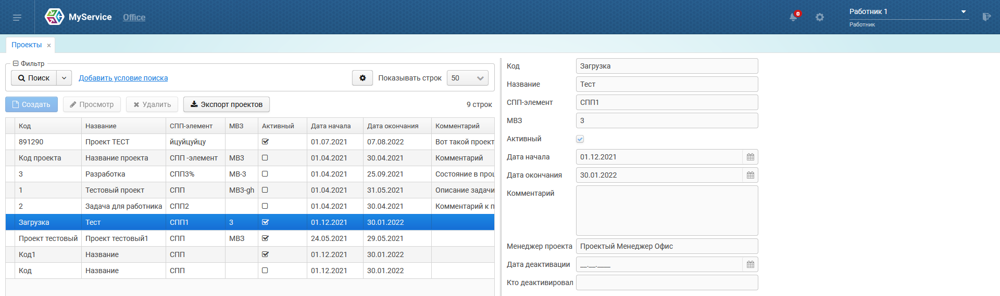 MyService Office 0 Работник 1
Работник
Проекты ×
Фильтр
Поиск Добавить условие поиска Показывать строк 50
Создать Просмотр Удалить Экспорт проектов 9 строк
Код Название СПП-элемент МВЗ Активный Дата начала Дата окончания Комментарий
891290 Проект ТЕСТ йцуйцуйцу 01.07.2021 07.08.2022 Вот такой проект
Код проекта Название проекта СПП -элемент МВЗ 01.04.2021 30.04.2021 Комментарий
3 Разработка СПП3% МВ-3 01.04.2021 25.09.2021 Состояние в про
1 Тестовый проект СПП МВЗ-gh 01.04.2021 31.05.2021 Описание задачи
2 Задача для работника СПП2 01.04.2021 30.04.2021 Комментарий к п
Загрузка Тест СПП1 3 01.12.2021 30.01.2022
Проект тестовый Проект тестовый1 СПП МВЗ 24.05.2021 29.05.2021
Код1 Название СПП 01.12.2021 30.01.2022
Код Название СПП 01.12.2021 30.01.2022
Код Загрузка
Название Тест
СПП-элемент СПП1
МВЗ 3
Активный
Дата начала 01.12.2021
Дата окончания 30.01.2022
Комментарий
Менеджер проекта Проектый Менеджер Офис
Дата деактивации __.__.____
Кто деактивировал